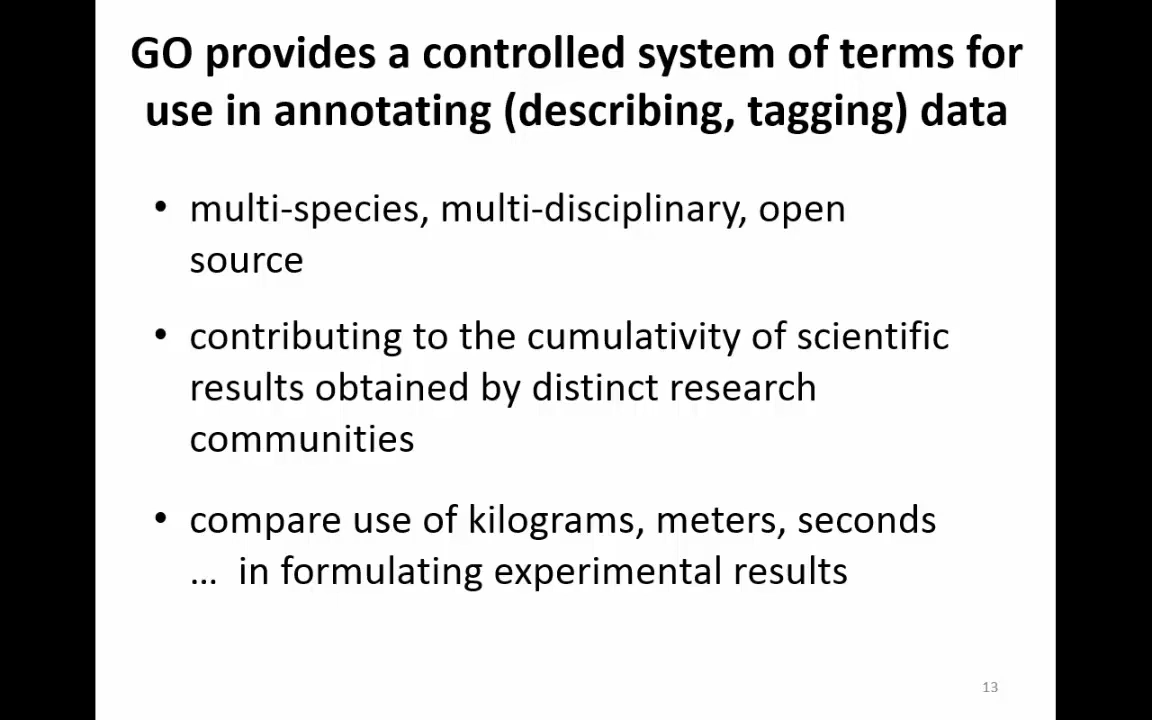 GO provides a controlled system of terms for
use in annotating (describing, tagging) data
• multi-species, multi-disciplinary, open
source
• contributing to the cumulativity of scientific
results obtained by distinct research
communities
• compare use of kilograms, meters, seconds
… in formulating experimental results
13